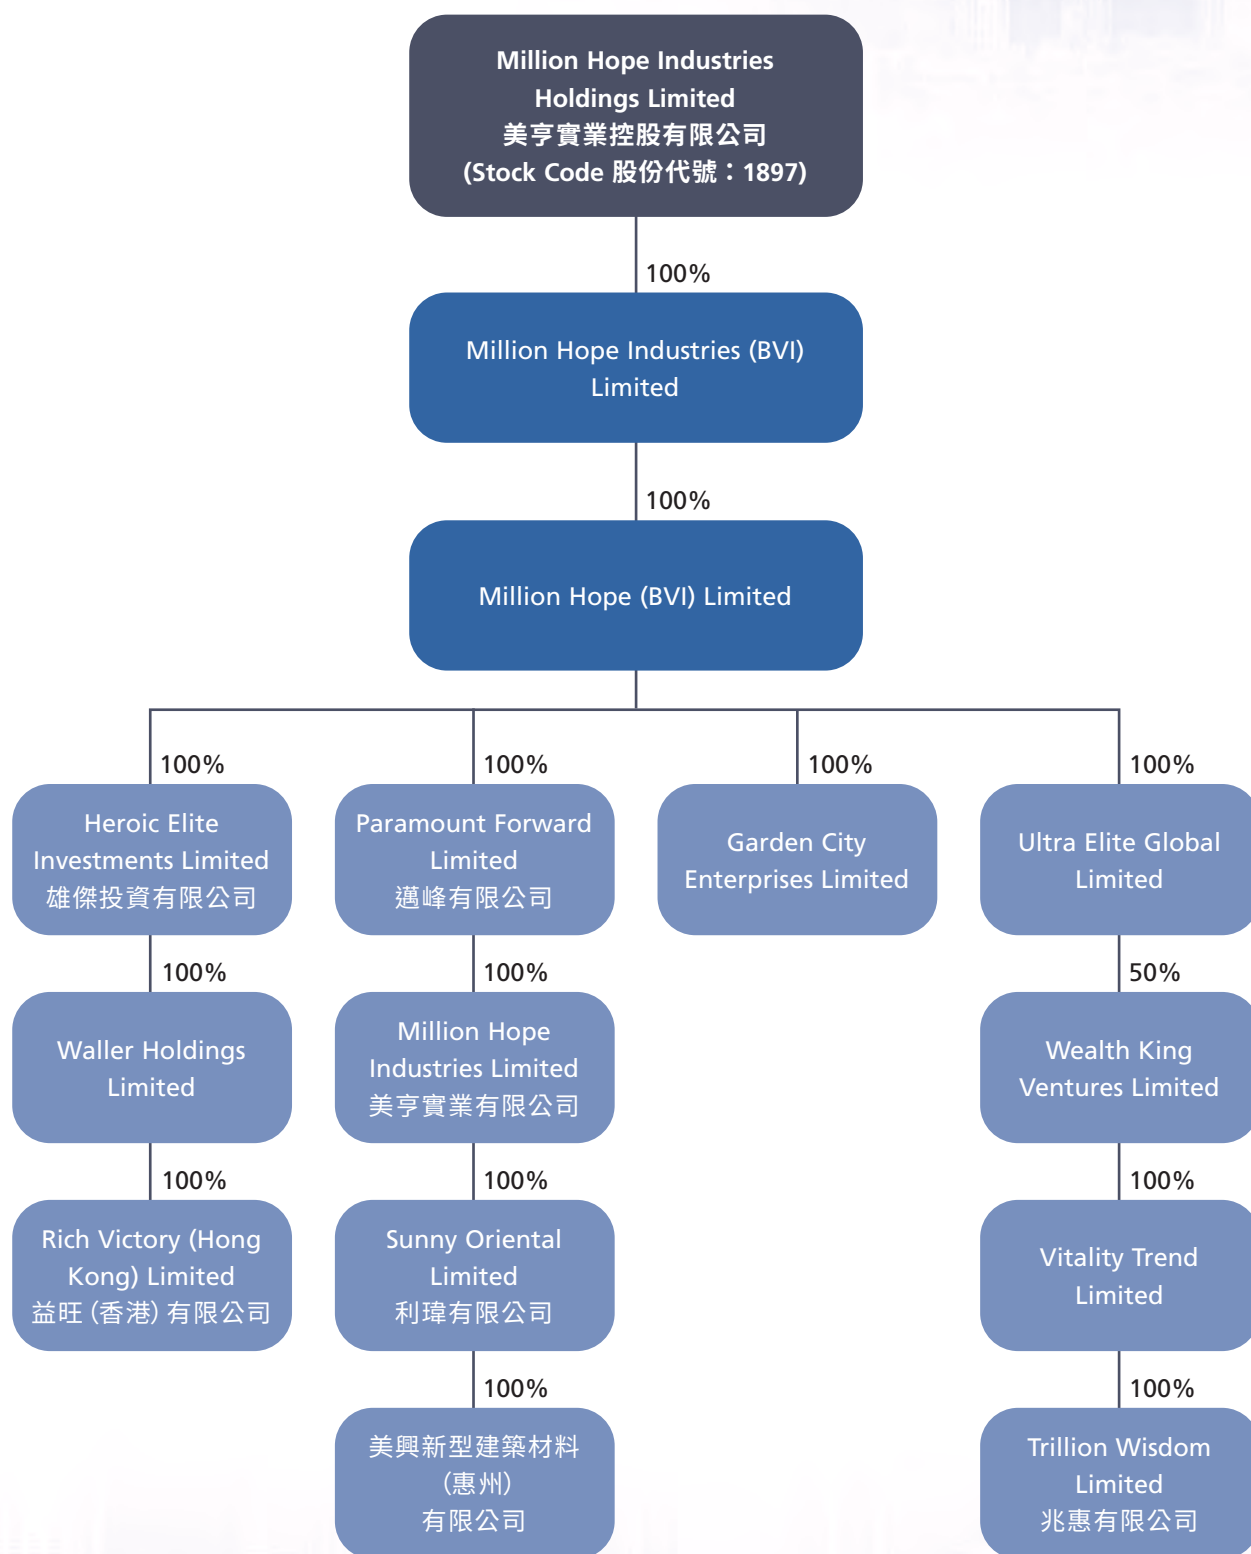 Million Hope Industries
Holdings Limited
美亨實業控股有限公司
(Stock Code 股份代號：1897)
100%
Million Hope Industries (BVI)
Limited
100%
Million Hope (BVI) Limited
100%
100%
100%
100%
Heroic Elite
Investments Limited
雄傑投資有限公司
Paramount Forward
Limited
邁峰有限公司
Garden City
Enterprises Limited
Ultra Elite Global
Limited
100%
100%
50%
Waller Holdings
Limited
Million Hope
Industries Limited
美亨實業有限公司
Wealth King
Ventures Limited
100%
100%
100%
Rich Victory (Hong
Kong) Limited
益旺（香港）有限公司
Sunny Oriental
Limited
利瑋有限公司
Vitality Trend
Limited
100%
100%
美興新型建築材料
（惠州）
有限公司
Trillion Wisdom
Limited
兆惠有限公司